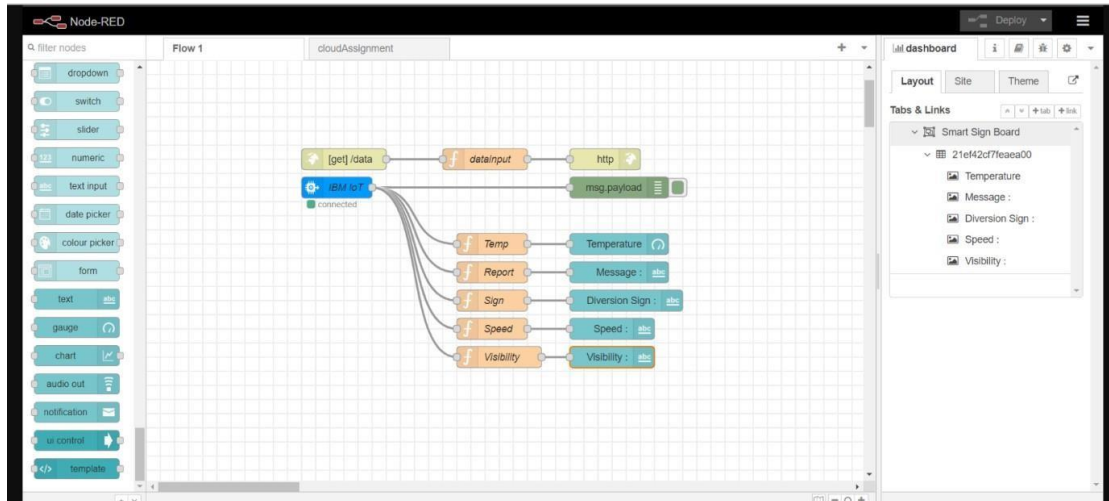 Node-RED
Deploy
filter nodes
Flow 1
cloudAssignment
dashboard
i
dropdown
switch
slider
numeric
text input
date picker
colour picker
form
text
gauge
chart
audio out
notification
ui control
template
[get] /data
datainput
http
IBM IoT
connected
msg.payload
Temp
Temperature
Report
Message :
abc
Sign
Diversion Sign :
abc
Speed
Speed :
abc
Visibility
Visibility :
abc
Layout
Site
Theme
Tabs & Links
+ tab
+ link
Smart Sign Board
21ef42cf7feaea00
Temperature
Message :
Diversion Sign :
Speed :
Visibility :